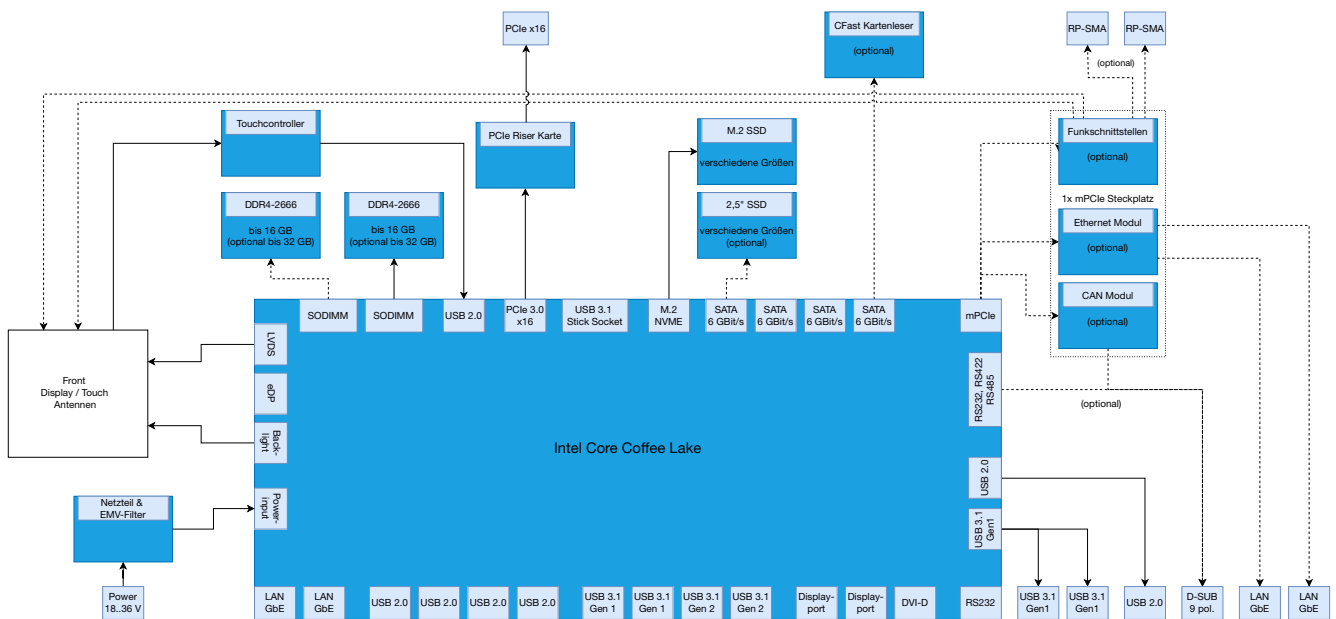 PCIe x16
CFast Kartenleser
(optional)
RP-SMA
RP-SMA
(optional)
Touchcontroller
PCIe Riser Karte
M.2 SSD
verschiedene Größen
Funkschnittstellen
(optional)
1x mPCIe Steckplatz
DDR4-2666
bis 16 GB
(optional bis 32 GB)
DDR4-2666
bis 16 GB
(optional bis 32 GB)
2,5" SSD
verschiedene Größen
(optional)
Ethernet Modul
(optional)
CAN Modul
(optional)
SODIMM
SODIMM
USB 2.0
PCIe 3.0
x16
USB 3.1
Stick Socket
M.2
NVME
SATA
6 GBit/s
SATA
6 GBit/s
SATA
6 GBit/s
SATA
6 GBit/s
mPCIe
Front
Display / Touch
Antennen
LVDS
eDP
Back-
light
Power-
input
Intel Core Coffee Lake
RS232, RS422
RS485
(optional)
USB 2.0
USB 3.1
Gen1
Netzteil &
EMV-Filter
Power
18..36 V
LAN
GbE
LAN
GbE
USB 2.0
USB 2.0
USB 2.0
USB 2.0
USB 3.1
Gen 1
USB 3.1
Gen 1
USB 3.1
Gen 2
USB 3.1
Gen 2
Display-
port
Display-
port
DVI-D
RS232
USB 3.1
Gen1
USB 3.1
Gen1
USB 2.0
D-SUB
9 pol.
LAN
GbE
LAN
GbE